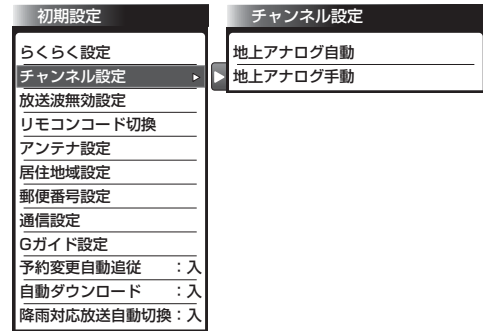 初期設定
らくらく設定
チャンネル設定
放送波無効設定
リモコンコード切換
アンテナ設定
居住地域設定
郵便番号設定
通信設定
Gガイド設定
予約変更自動追従 ：入
自動ダウンロード ：入
降雨対応放送自動切換：入
チャンネル設定
地上アナログ自動
地上アナログ手動